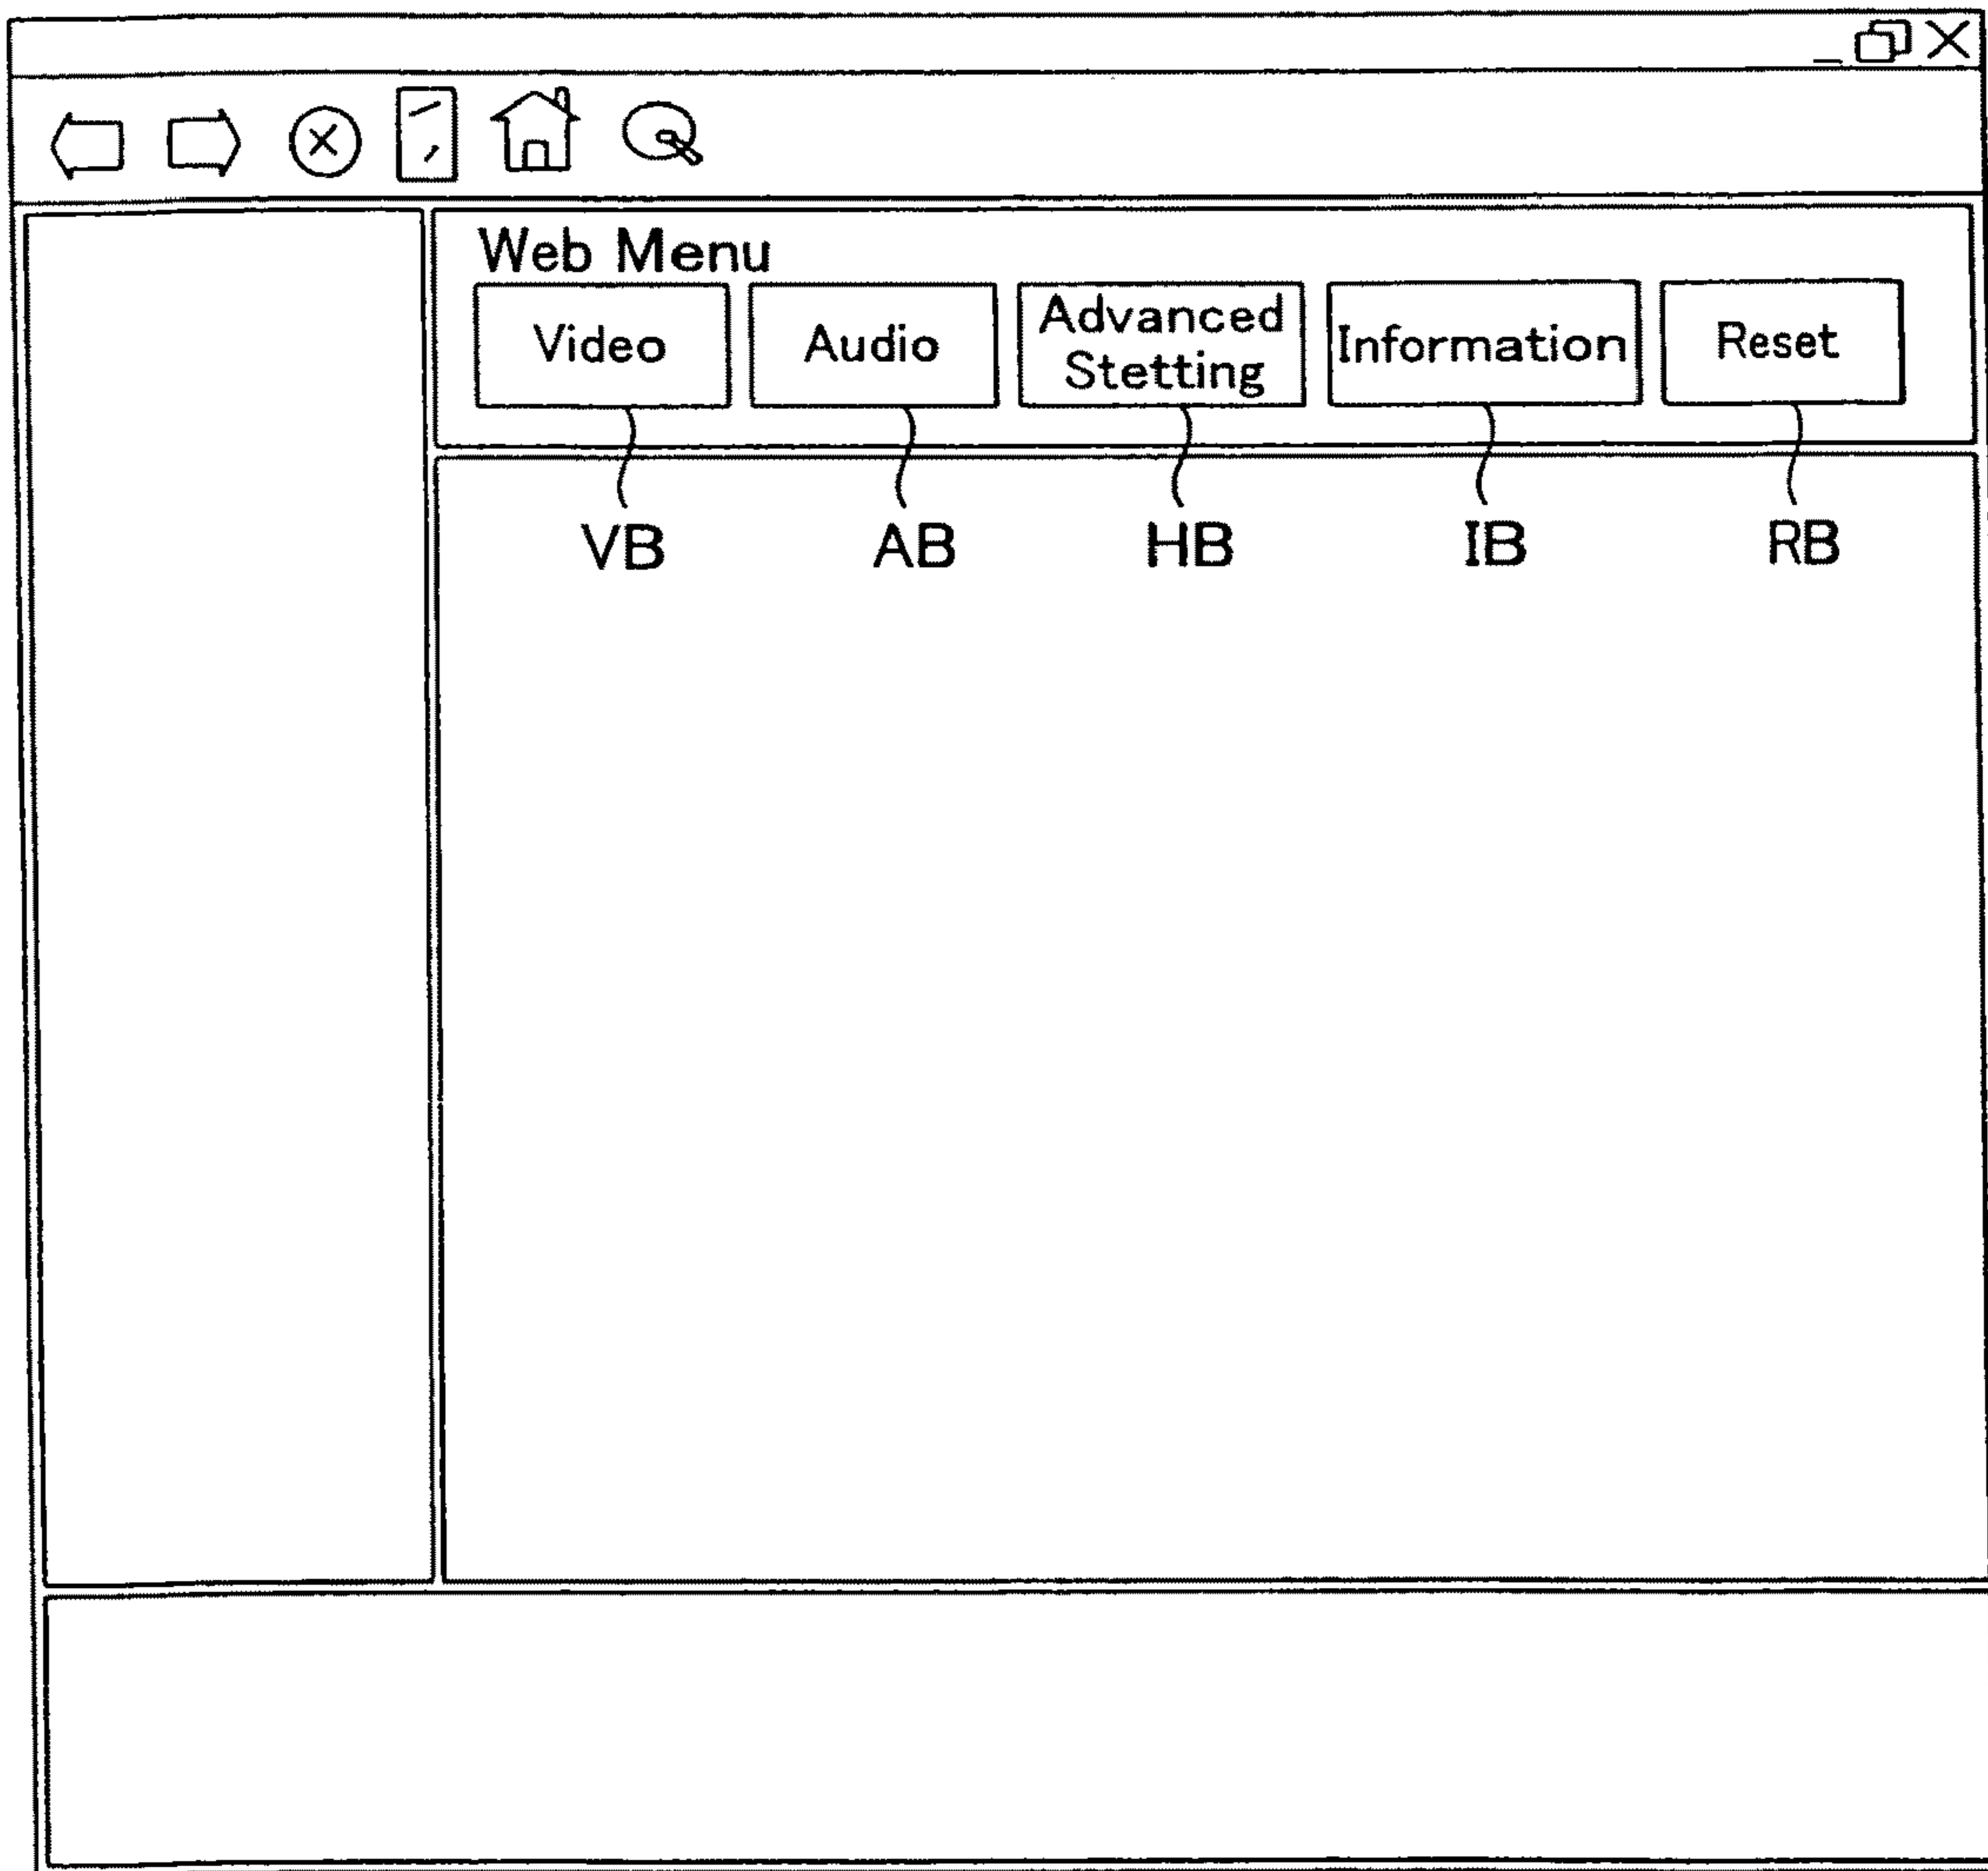 Web Menu
Video
Audio
Advanced
Stetting
Information
Reset
VB
AB
HB
IB
RB